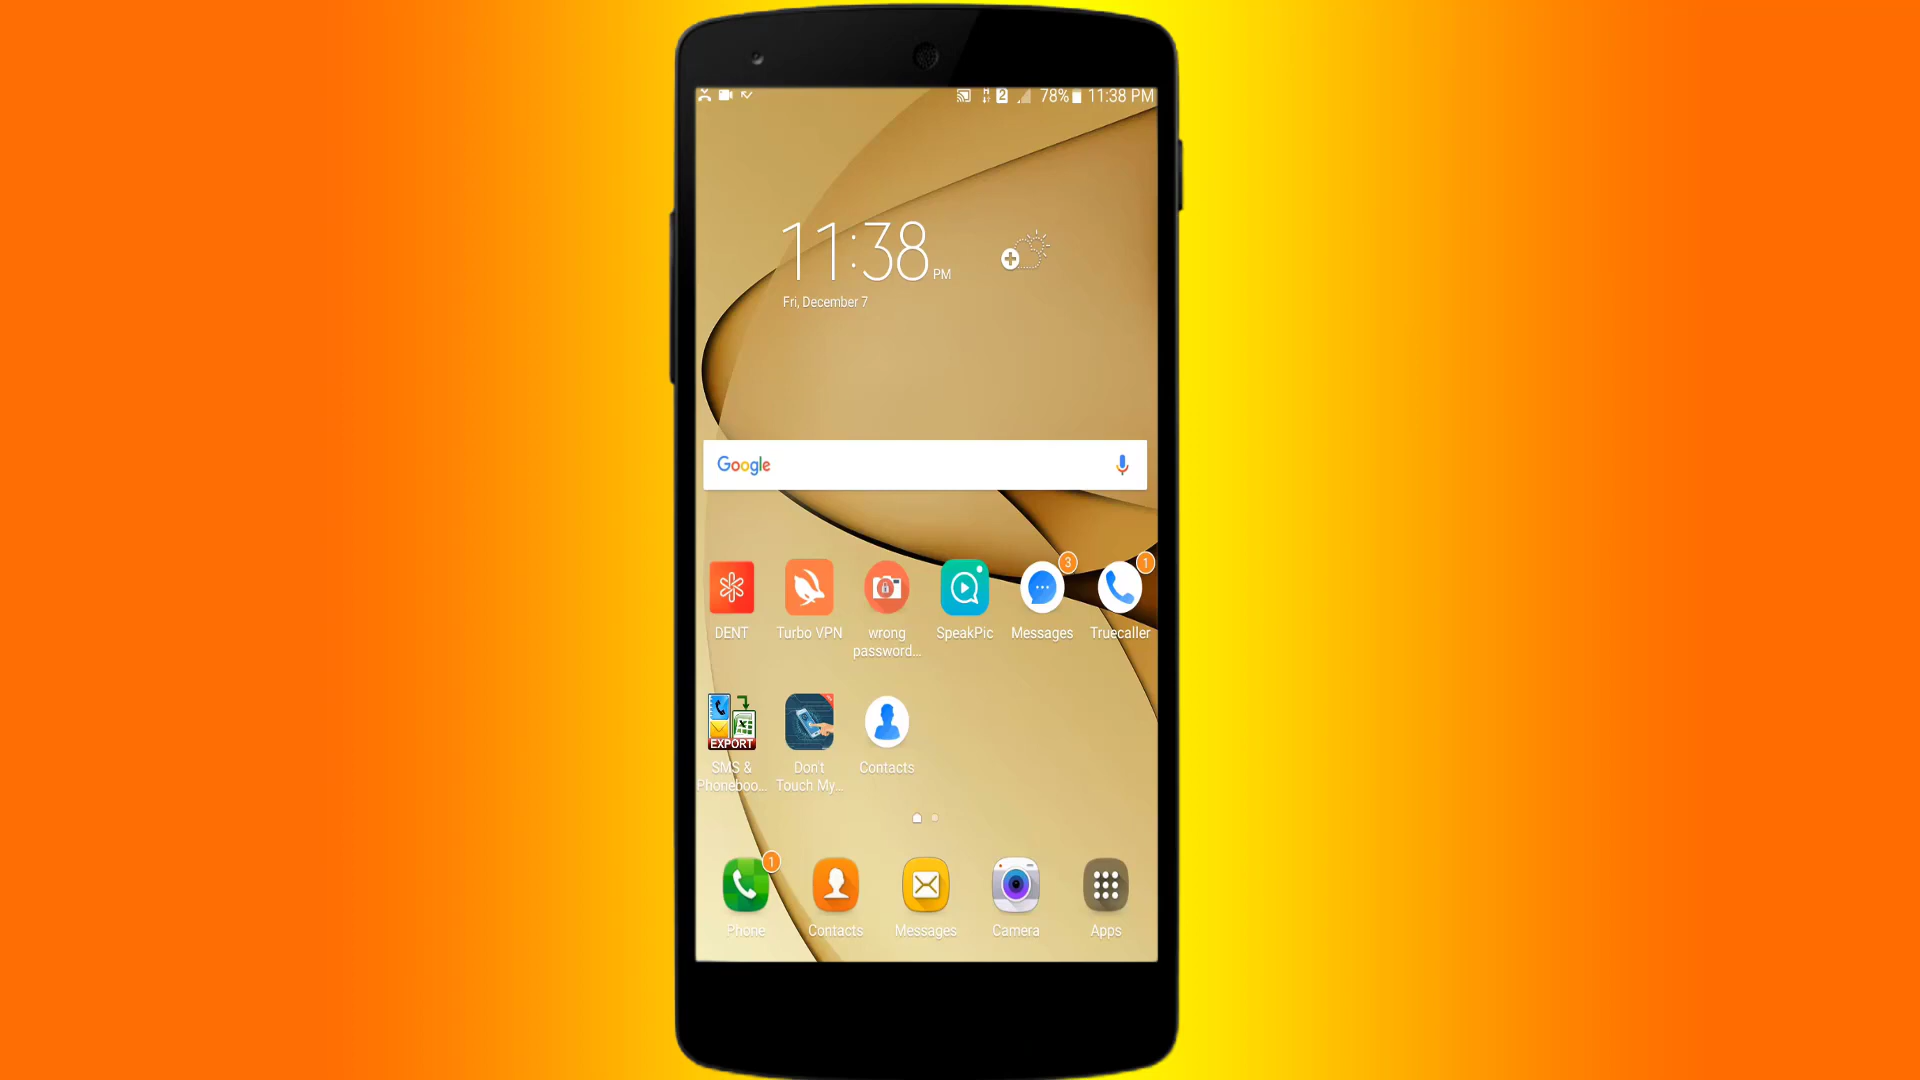 2 78% 11:38 PM
11:38 PM
Fri, December 7
Google
3 1
DENT Turbo VPN wrong password... SpeakPic Messages Truecaller
EXPORT
SMS & Phoneboo... Don't Touch My... Contacts
1
Phone Contacts Messages Camera Apps